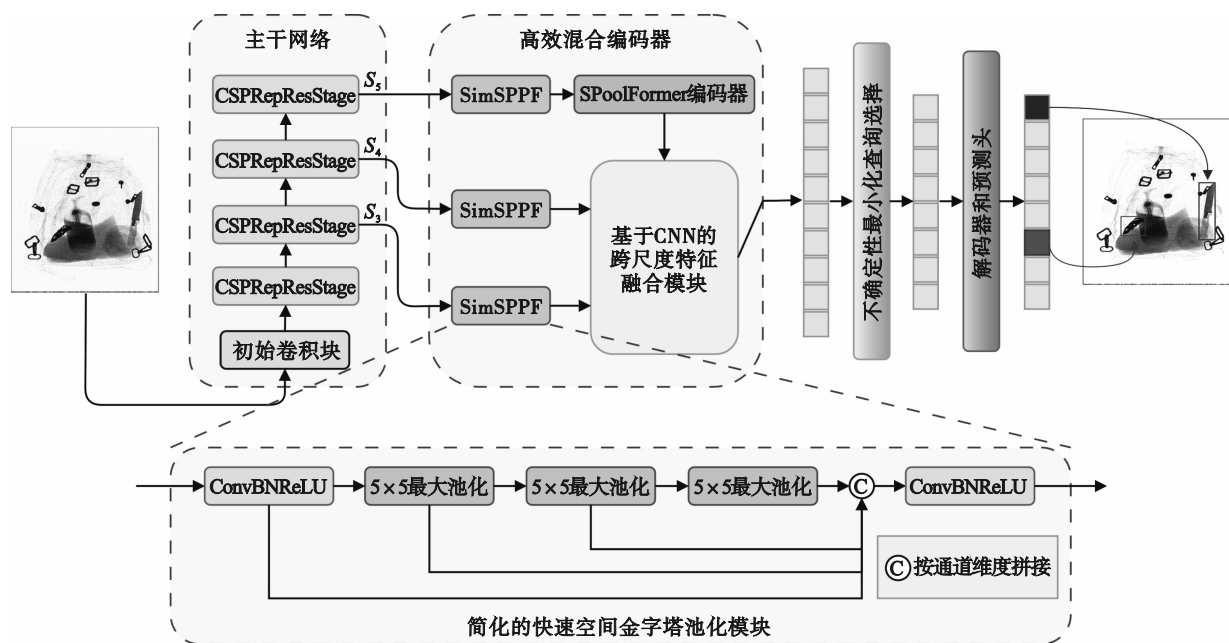 主干网络
高效混合编码器
CSPRepResStage
S5
SimSPPF
SPoolFormer编码器
CSPRepResStage
S4
CSPRepResStage
S3
SimSPPF
CSPRepResStage
SimSPPF
初始卷积块
基于CNN的
跨尺度特征
融合模块
不确定性最小化查询选择
解码器和预测头
ConvBNReLU
5×5最大池化
5×5最大池化
5×5最大池化
C
ConvBNReLU
C 按通道维度拼接
简化的快速空间金字塔池化模块